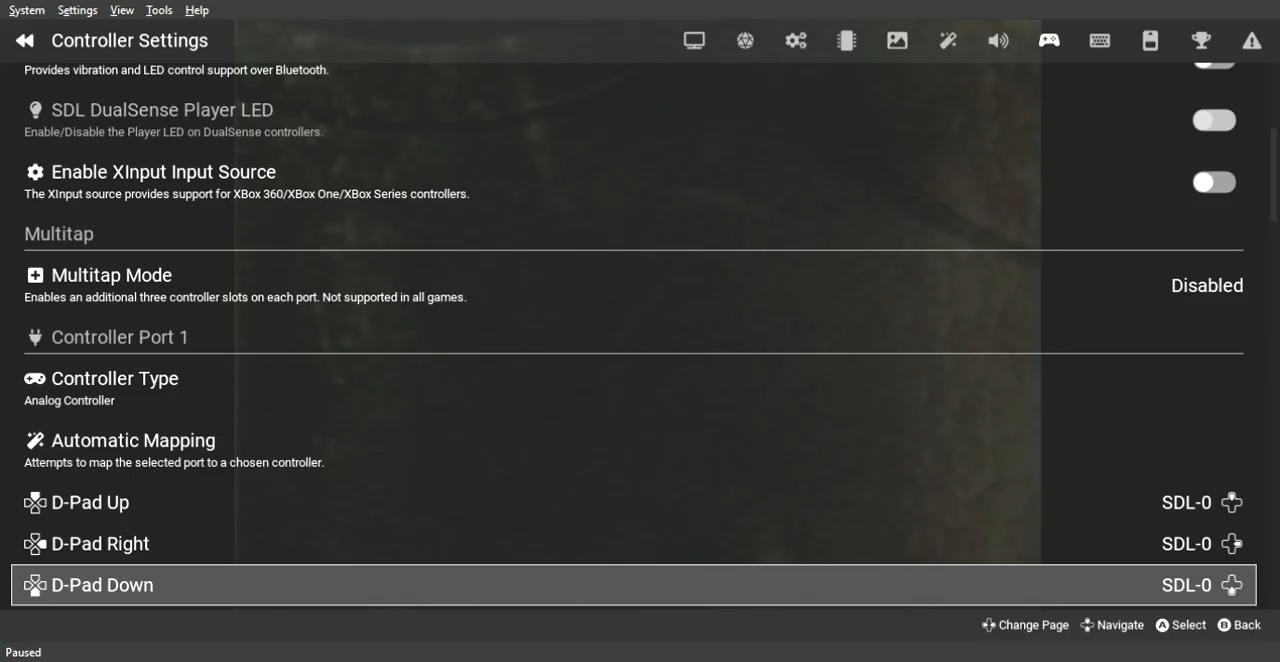 System Settings View Tools Help
Controller Settings
Provides vibration and LED control support over Bluetooth.
SDL DualSense Player LED
Enable/Disable the Player LED on DualSense controllers.
Enable XInput Input Source
The XInput source provides support for XBox 360/XBox One/XBox Series controllers.
Multitap
Multitap Mode
Disabled
Enables an additional three controller slots on each port. Not supported in all games.
Controller Port 1
Controller Type
Analog Controller
Automatic Mapping
Attempts to map the selected port to a chosen controller.
D-Pad Up SDL-0
D-Pad Right SDL-0
D-Pad Down SDL-0
Change Page Navigate A Select B Back
Paused